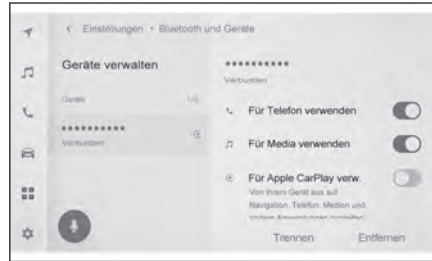 Einstellungen • Bluetooth und Geräte
Geräte verwalten
**********
Verbunden
Geräte 1/5
Für Telefon verwenden
**********
Verbunden
Für Media verwenden
Für Apple CarPlay verw.
Von Ihrem Gerät aus auf
Navigation, Telefon, Medien und
Trennen Entfernen